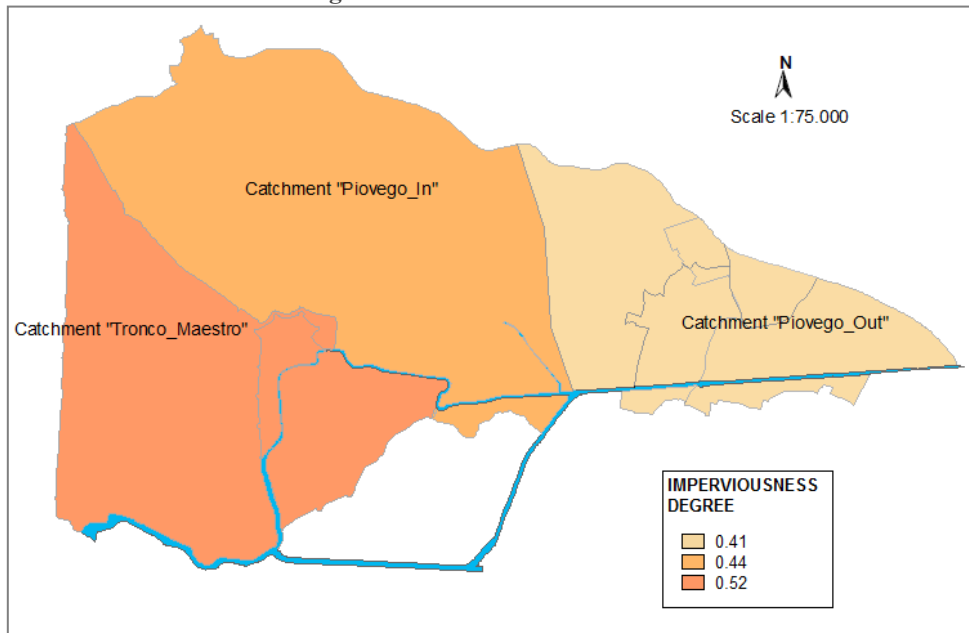 N
Scale 1:75.000
Catchment "Piovego_In"
Catchment "Tronco_Maestro"
Catchment "Piovego_Out"
IMPERVIOUSNESS
DEGREE
0.41
0.44
0.52